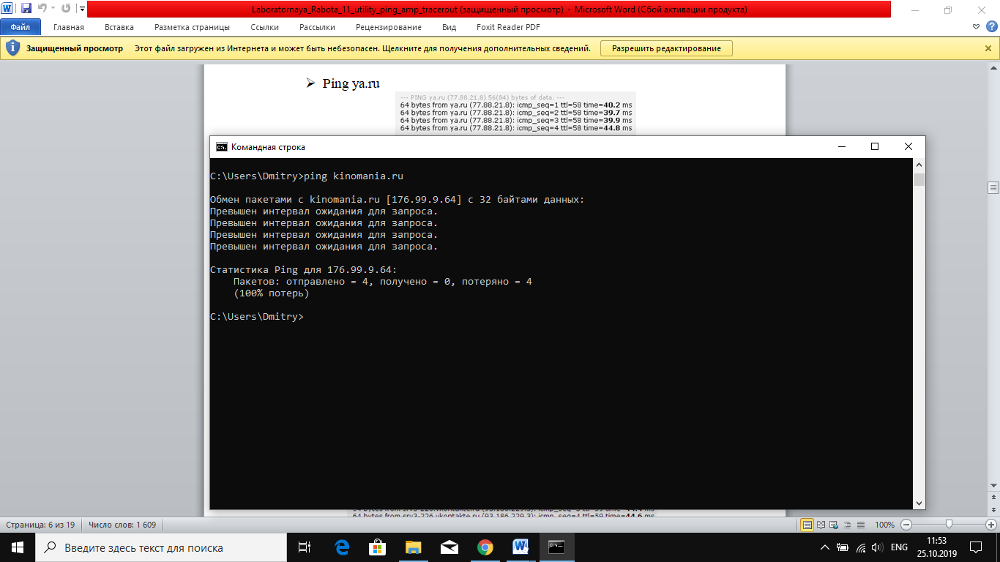 Laboratornaya_Rabota_11_utility_ping_amp_tracerout (защищенный просмотр) - Microsoft Word (Сбой активации продукта)
Файл Главная Вставка Разметка страницы Ссылки Рассылки Рецензирование Вид Foxit Reader PDF
Защищенный просмотр Этот файл загружен из Интернета и может быть небезопасен. Щелкните для получения дополнительных сведений. Разрешить редактирование
Ping ya.ru
--- PING ya.ru (77.88.21.8) 56(84) bytes of data. ---
64 bytes from ya.ru (77.88.21.8): icmp_seq=1 ttl=58 time=40.2 ms
64 bytes from ya.ru (77.88.21.8): icmp_seq=2 ttl=58 time=39.7 ms
64 bytes from ya.ru (77.88.21.8): icmp_seq=3 ttl=58 time=39.9 ms
64 bytes from ya.ru (77.88.21.8): icmp_seq=4 ttl=58 time=44.8 ms
Командная строка
C:\Users\Dmitry>ping kinomania.ru
Обмен пакетами с kinomania.ru [176.99.9.64] с 32 байтами данных:
Превышен интервал ожидания для запроса.
Превышен интервал ожидания для запроса.
Превышен интервал ожидания для запроса.
Превышен интервал ожидания для запроса.
Статистика Ping для 176.99.9.64:
Пакетов: отправлено = 4, получено = 0, потеряно = 4
(100% потерь)
C:\Users\Dmitry>
64 bytes from srv3-226.vkontakte.ru (93.186.229.3): icmp_seq=4 ttl=59 time=44.6 ms
Страница: 6 из 19 Число слов: 1 609 100%
Введите здесь текст для поиска
ENG
11:53
25.10.2019